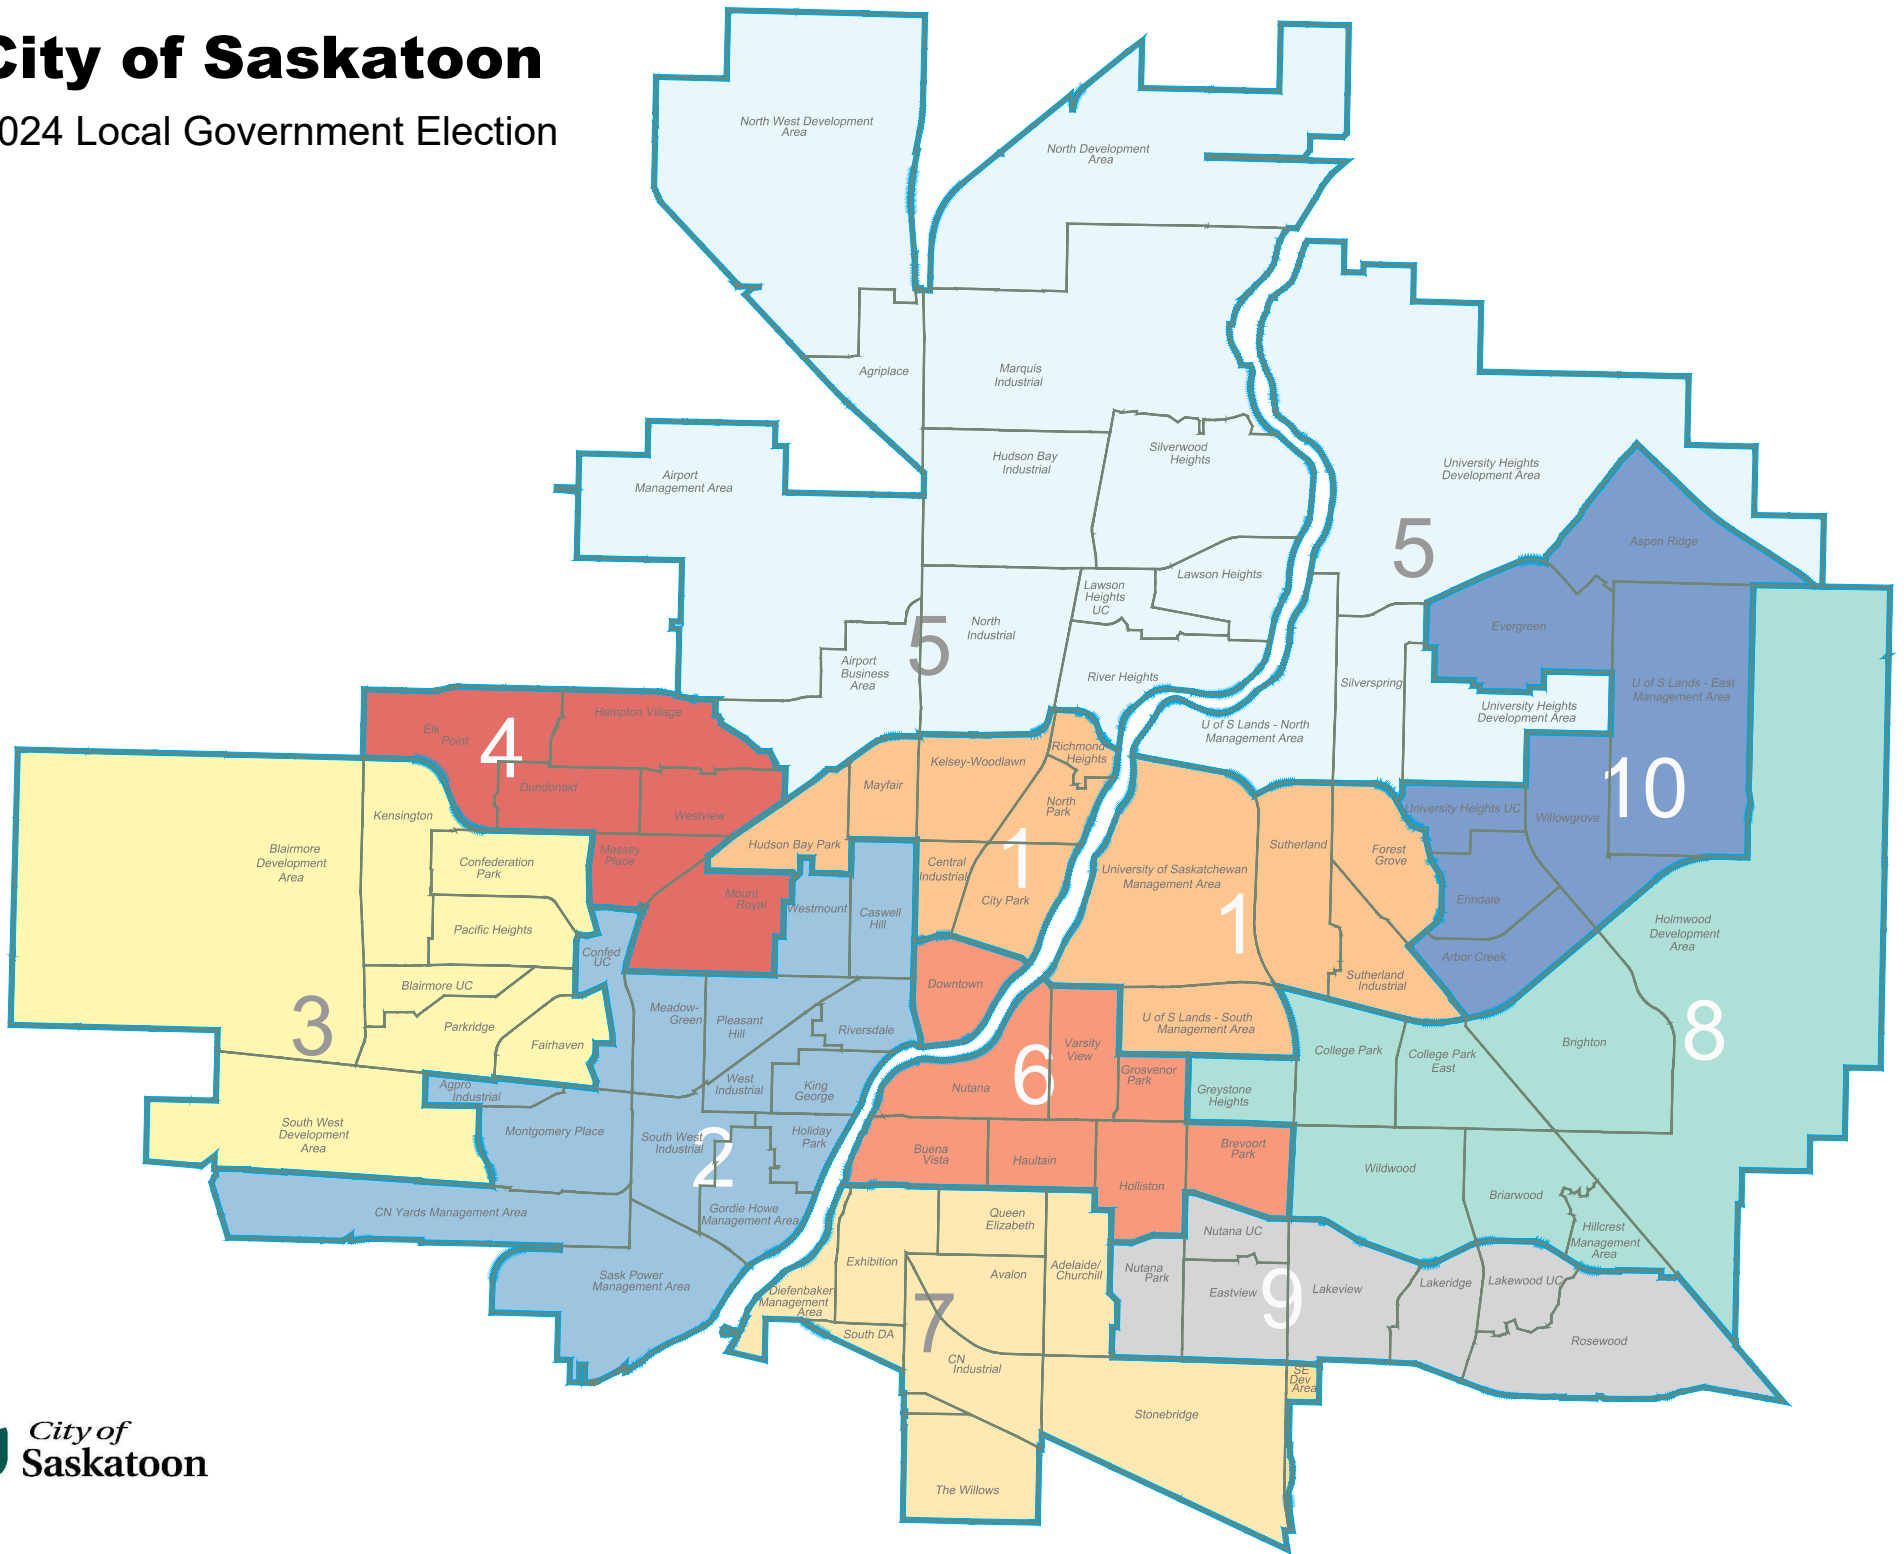 City of Saskatoon
024 Local Government Election
North West Development
Area
North Development
Area
Agriplace
Marquis
Industrial
Airport
Management Area
Hudson Bay
Industrial
Silverwood
Heights
University Heights
Development Area
5
Aspen Ridge
Lawson Heights
Lawson
Heights
UC
North
Industrial
5
Evergreen
Airport
Business
Area
River Heights
Silverspring
U of S Lands - East
Management Area
University Heights
Development Area
U of S Lands - North
Management Area
Elk
Point
4
Hampton Village
Dundonald
Westview
Massey
Place
Mount
Royal
Kelsey-Woodlawn
Richmond
Heights
Mayfair
North
Park
Hudson Bay Park
1
Central
Industrial
City Park
10
University Heights UC
Willowgrove
Erindale
Arbor Creek
Kensington
Blairmore
Development
Area
Confederation
Park
Pacific Heights
Blairmore UC
3
Parkridge
Fairhaven
South West
Development
Area
University of Saskatchewan
Management Area
Sutherland
Forest
Grove
1
Sutherland
Industrial
U of S Lands - South
Management Area
Westmount
Caswell
Hill
Confed
UC
Meadow-
Green
Pleasant
Hill
Riversdale
West
Industrial
King
George
Agpro
Industrial
Montgomery Place
South West
Industrial
2
Holiday
Park
Gordie Howe
Management Area
CN Yards Management Area
Sask Power
Management Area
Downtown
6
Varsity
View
Nutana
Grosvenor
Park
Buena
Vista
Haultain
Holliston
Brevoort
Park
Holmwood
Development
Area
8
Brighton
College Park
College Park
East
Greystone
Heights
Wildwood
Briarwood
Hillcrest
Management
Area
Queen
Elizabeth
Exhibition
Avalon
Adelaide/
Churchill
Diefenbaker
Management
Area
South DA
7
CN
Industrial
Stonebridge
SE
Dev
Area
The Willows
Nutana UC
Nutana
Park
Eastview
9
Lakeview
Lakeridge
Lakewood UC
Rosewood
City of
Saskatoon